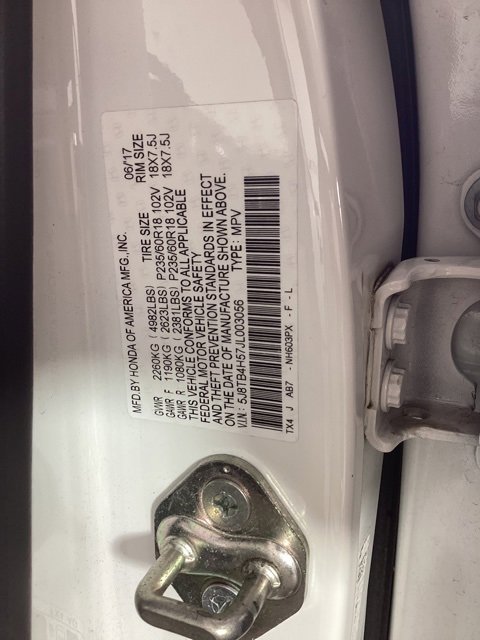 MFD.BY HONDA OF AMERICA MFG.,INC. 06/17
TIRE SIZE RIM SIZE
GVWR 2260KG ( 4982LBS)
GAWR F 1190KG ( 2623LBS) P235/60R18 102V 18X7.5J
GAWR R 1080KG ( 2381LBS) P235/60R18 102V 18X7.5J
THIS VEHICLE CONFORMS TO ALL APPLICABLE
FEDERAL MOTOR VEHICLE SAFETY
AND THEFT PREVENTION STANDARDS IN EFFECT
ON THE DATE OF MANUFACTURE SHOWN ABOVE.
V.I.N.: 5J8TB4H57JL003056 TYPE: MPV
TX4 J AB7 - NH603PX - F - L